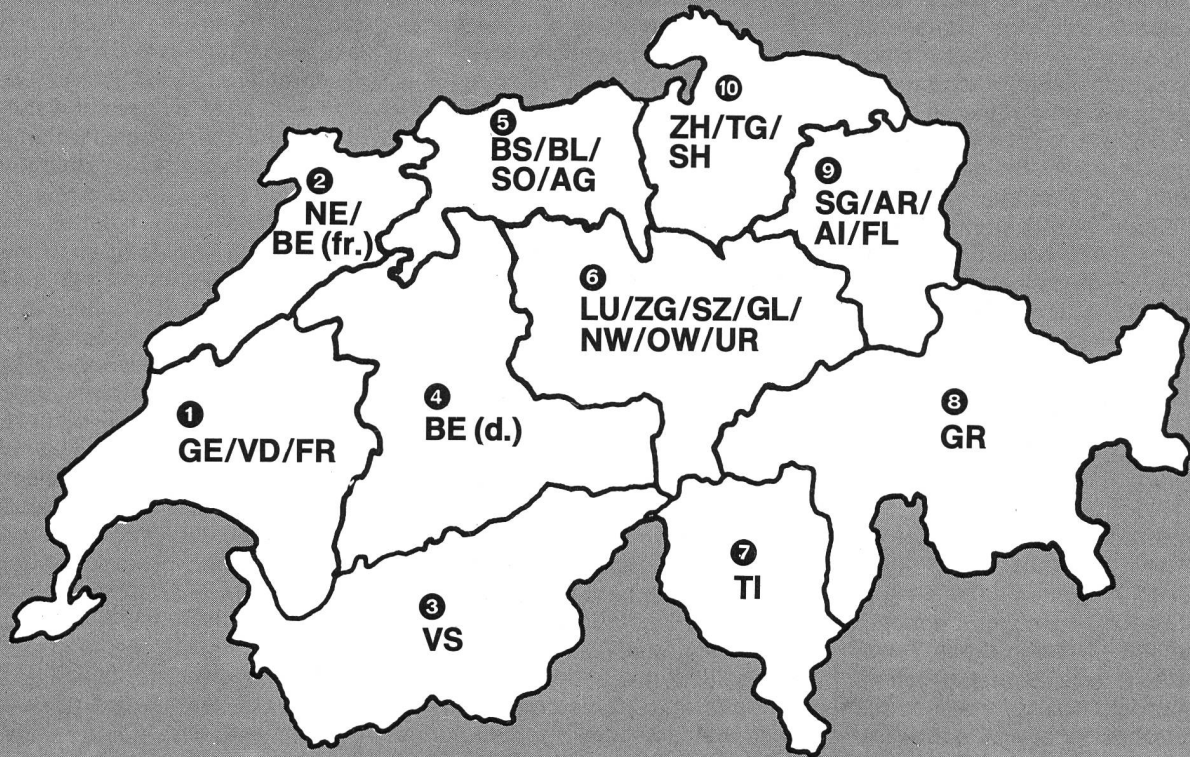 10
ZH/TG/
SH
5
BS/BL/
SO/AG
9
SG/AR/
AI/FL
2
NE/
BE (fr.)
6
LU/ZG/SZ/GL/
NW/OW/UR
4
BE (d.)
8
GR
1
GE/VD/FR
7
TI
3
VS